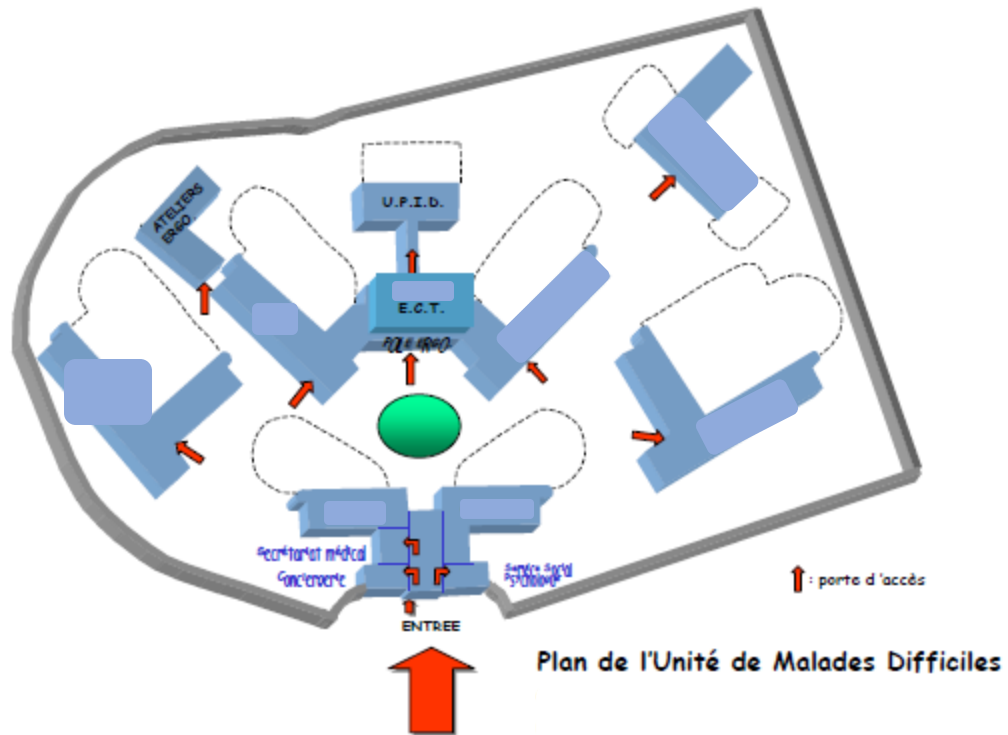 U.P.I.D.
ATELIERS
ERGO.
E.C.T.
Secrétariat médical
Conciergerie
Service Social
ENTREE
: porte d 'accès
Plan de l'Unité de Malades Difficiles